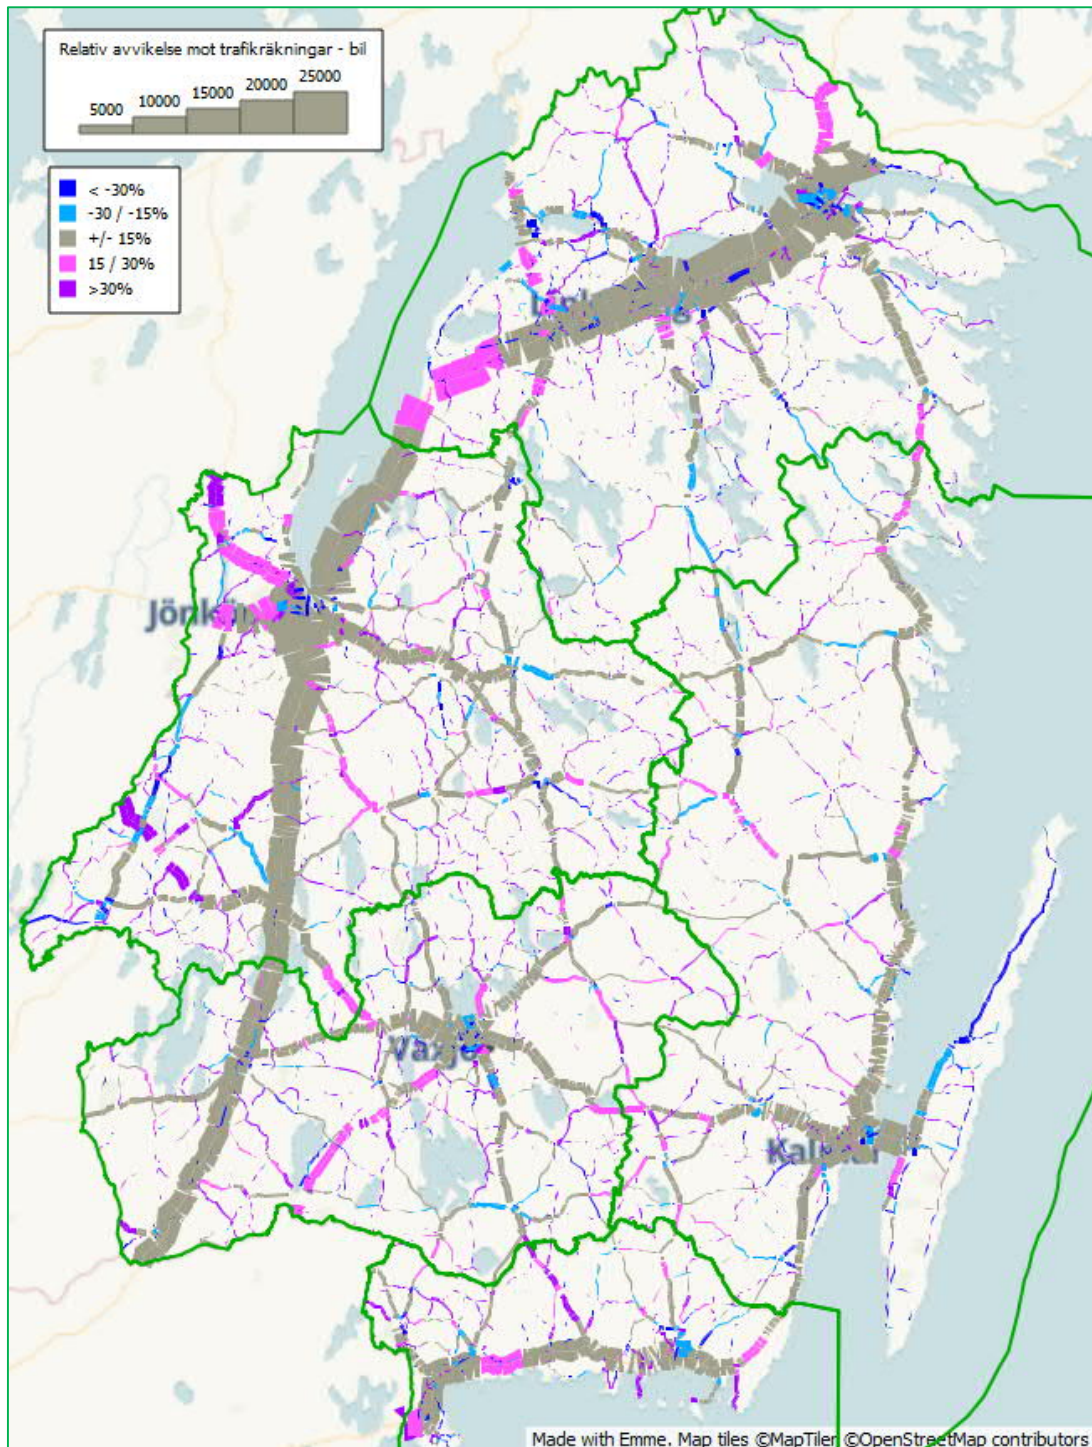 Relativ avvikelse mot trafikräkningar - bil
5000 10000 15000 20000 25000
< -30%
-30 / -15%
+/- 15%
15 / 30%
>30%
Växjö
Made with Emme. Map tiles ©MapTiler ©OpenStreetMap contributors